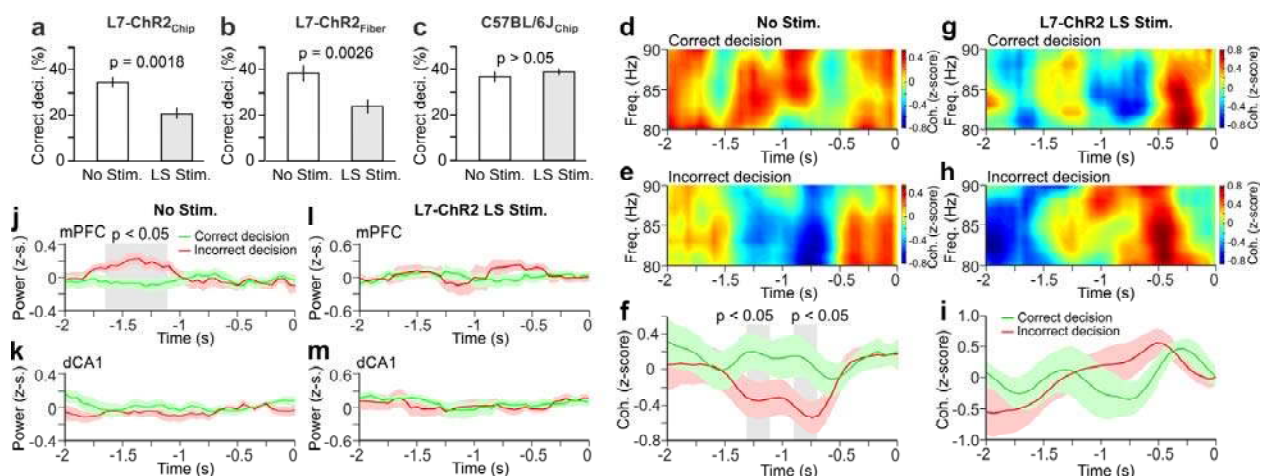 a
L7-ChR2Chip
p = 0.0018
Correct deci. (%)
60
40
20
0
No Stim. LS Stim.
b
L7-ChR2Fiber
p = 0.0026
Correct deci. (%)
60
40
20
0
No Stim. LS Stim.
c
C57BL/6JChip
p > 0.05
Correct deci. (%)
60
40
20
0
No Stim. LS Stim.
d
No Stim.
Correct decision
Freq. (Hz)
90
85
80
-2 -1.5 -1 -0.5 0
Time (s)
0.8
0.4
0
-0.4
-0.8
Coh. (z-score)
g
L7-ChR2 LS Stim.
Correct decision
Freq. (Hz)
90
85
80
-2 -1.5 -1 -0.5 0
Time (s)
0.8
0.4
0
-0.4
-0.8
Coh. (z-score)
e
Incorrect decision
Freq. (Hz)
90
85
80
-2 -1.5 -1 -0.5 0
Time (s)
0.8
0.4
0
-0.4
-0.8
Coh. (z-score)
h
Incorrect decision
Freq. (Hz)
90
85
80
-2 -1.5 -1 -0.5 0
Time (s)
0.8
0.4
0
-0.4
-0.8
Coh. (z-score)
j
No Stim.
mPFC
p < 0.05
Correct decision
Incorrect decision
Power (z-s.)
0.4
0
-0.4
-2 -1.5 -1 -0.5 0
Time (s)
l
L7-ChR2 LS Stim.
mPFC
0.6
0
-0.6
-2 -1.5 -1 -0.5 0
Time (s)
k
dCA1
Power (z-s.)
0.4
0
-0.4
-2 -1.5 -1 -0.5 0
Time (s)
m
dCA1
0.6
0
-0.6
-2 -1.5 -1 -0.5 0
Time (s)
f
p < 0.05 p < 0.05
Coh. (z-score)
0.6
0.4
0
-0.4
-0.8
-2 -1.5 -1 -0.5 0
Time (s)
i
Correct decision
Incorrect decision
Coh. (z-score)
1.0
0.5
0
-0.5
-1.0
-2 -1.5 -1 -0.5 0
Time (s)